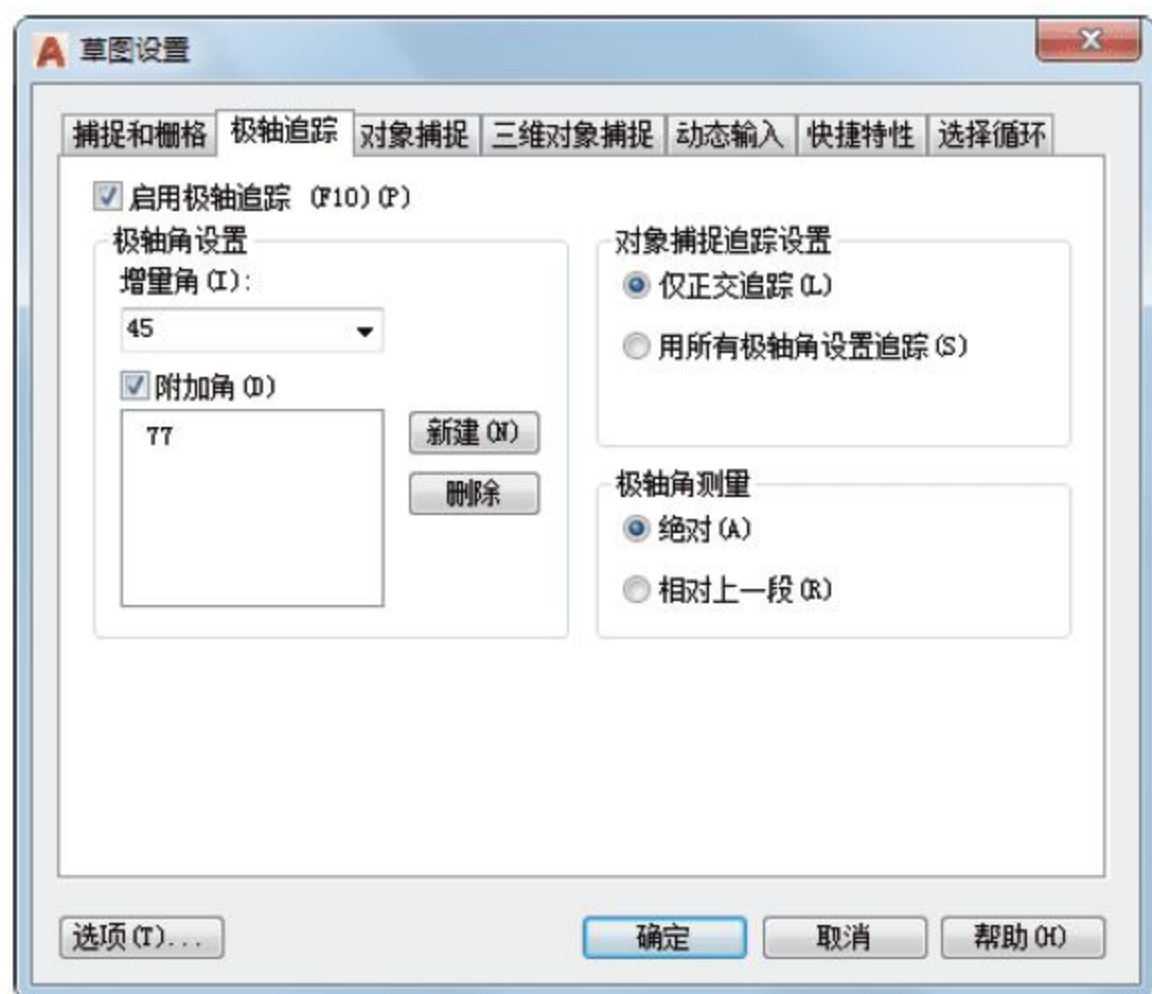 草图设置
捕捉和栅格 极轴追踪 对象捕捉 三维对象捕捉 动态输入 快捷特性 选择循环
启用极轴追踪 (F10)(P)
极轴角设置
增量角(I):
45
附加角(D)
77
新建(N)
删除
对象捕捉追踪设置
仅正交追踪(L)
用所有极轴角设置追踪(S)
极轴角测量
绝对(A)
相对上一段(R)
选项(T)... 确定 取消 帮助(H)